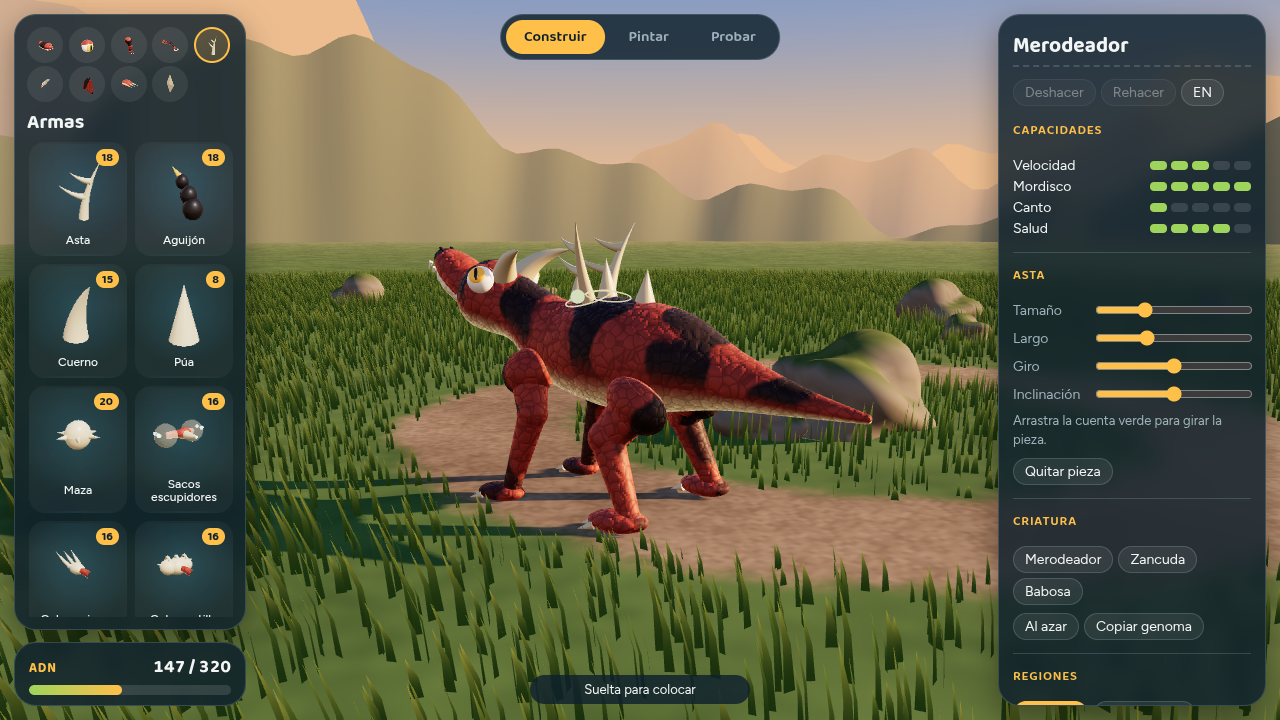 Construir
Pintar
Probar
Armas
18
18
Asta
Aguijón
15
8
Cuerno
Púa
20
16
Maza
Sacos
escupidores
16
16
ADN
147 / 320
Suelta para colocar
Merodeador
Deshacer
Rehacer
EN
CAPACIDADES
Velocidad
Mordisco
Canto
Salud
ASTA
Tamaño
Largo
Giro
Inclinación
Arrastra la cuenta verde para girar la
pieza.
Quitar pieza
CRIATURA
Merodeador
Zancuda
Babosa
Al azar
Copiar genoma
REGIONES